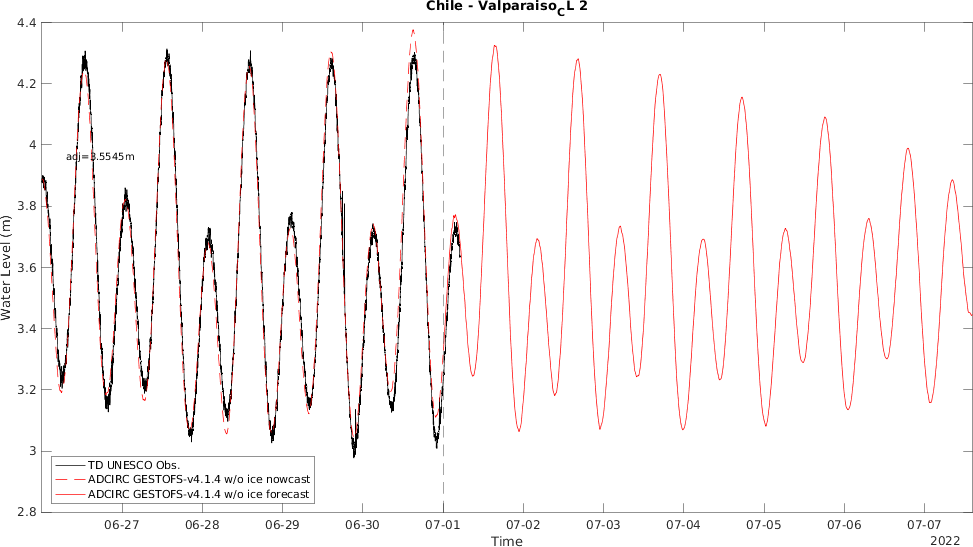 Chile - ValparaisoCL 2
4.4
4.2
4
3.8
3.6
3.4
3.2
3
2.8
Water Level (m)
adj=3.5545m
TD UNESCO Obs.
ADCIRC GESTOFS-v4.1.4 w/o ice nowcast
ADCIRC GESTOFS-v4.1.4 w/o ice forecast
06-27 06-28 06-29 06-30 07-01 07-02 07-03 07-04 07-05 07-06 07-07
Time
2022